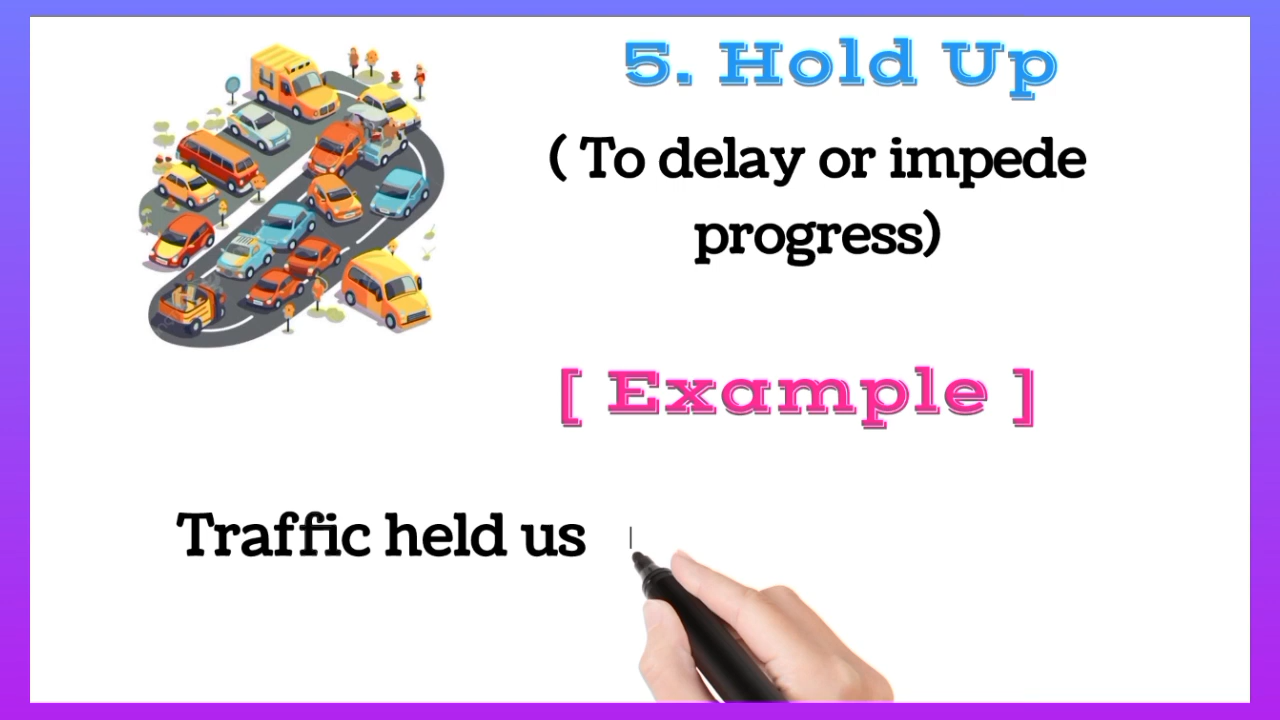 5. Hold Up
( To delay or impede
progress)
[ Example ]
Traffic held us